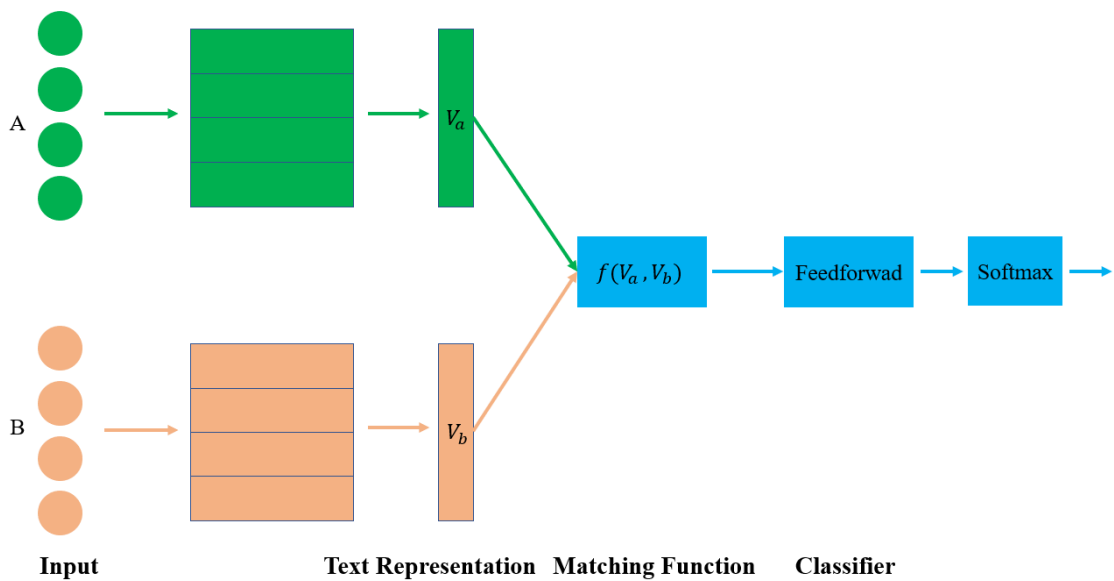 A
V_a
f(V_a, V_b)
Feedforwad
Softmax
B
V_b
Input
Text Representation
Matching Function
Classifier